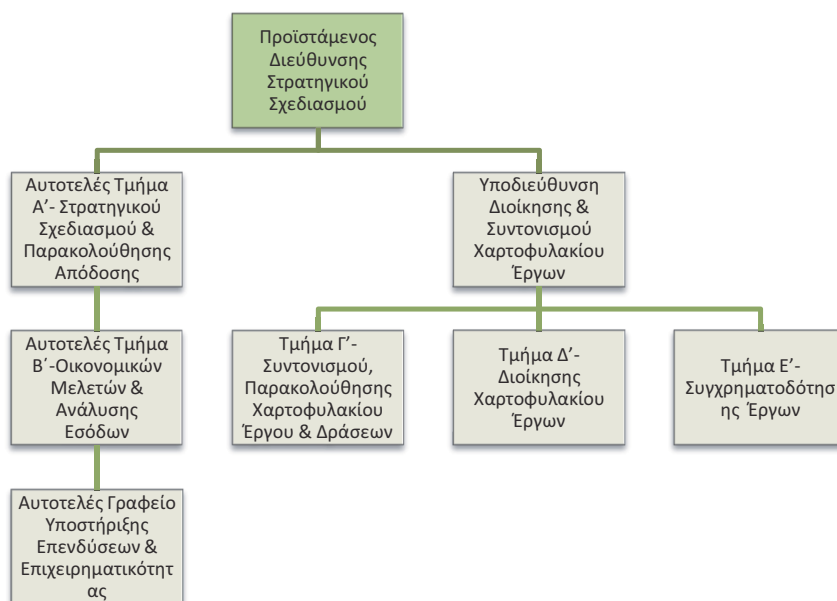 Προϊστάμενος
Διεύθυνσης
Στρατηγικού
Σχεδιασμού
Αυτοτελές Τμήμα
Α’- Στρατηγικού
Σχεδιασμού &
Παρακολούθησης
Απόδοσης
Υποδιεύθυνση
Διοίκησης &
Συντονισμού
Χαρτοφυλακίου
Έργων
Αυτοτελές Τμήμα
Β΄-Οικονομικών
Μελετών &
Ανάλυσης
Εσόδων
Τμήμα Γ’-
Συντονισμού,
Παρακολούθησης
Χαρτοφυλακίου
Έργου & Δράσεων
Τμήμα Δ’-
Διοίκησης
Χαρτοφυλακίου
Έργων
Τμήμα Ε’-
Συγχρηματοδότησ
ης Έργων
Αυτοτελές Γραφείο
Υποστήριξης
Επενδύσεων &
Επιχειρηματικότητ
ας